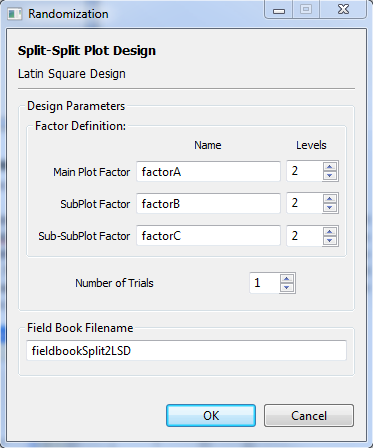 Randomization
Split-Split Plot Design
Latin Square Design
Design Parameters
Factor Definition:
Name Levels
Main Plot Factor factorA 2
SubPlot Factor factorB 2
Sub-SubPlot Factor factorC 2
Number of Trials 1
Field Book Filename
fieldbookSplit2LSD
OK Cancel